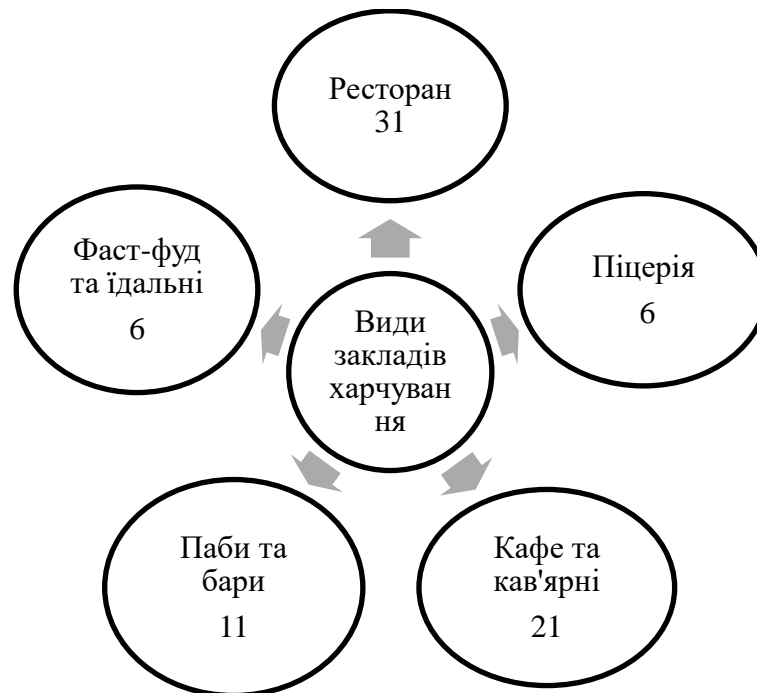 Ресторан
31
Фаст-фуд
та їдальні
6
Піцерія
6
Види
закладів
харчуван
ня
Паби та
бари
11
Кафе та
кав'ярні
21